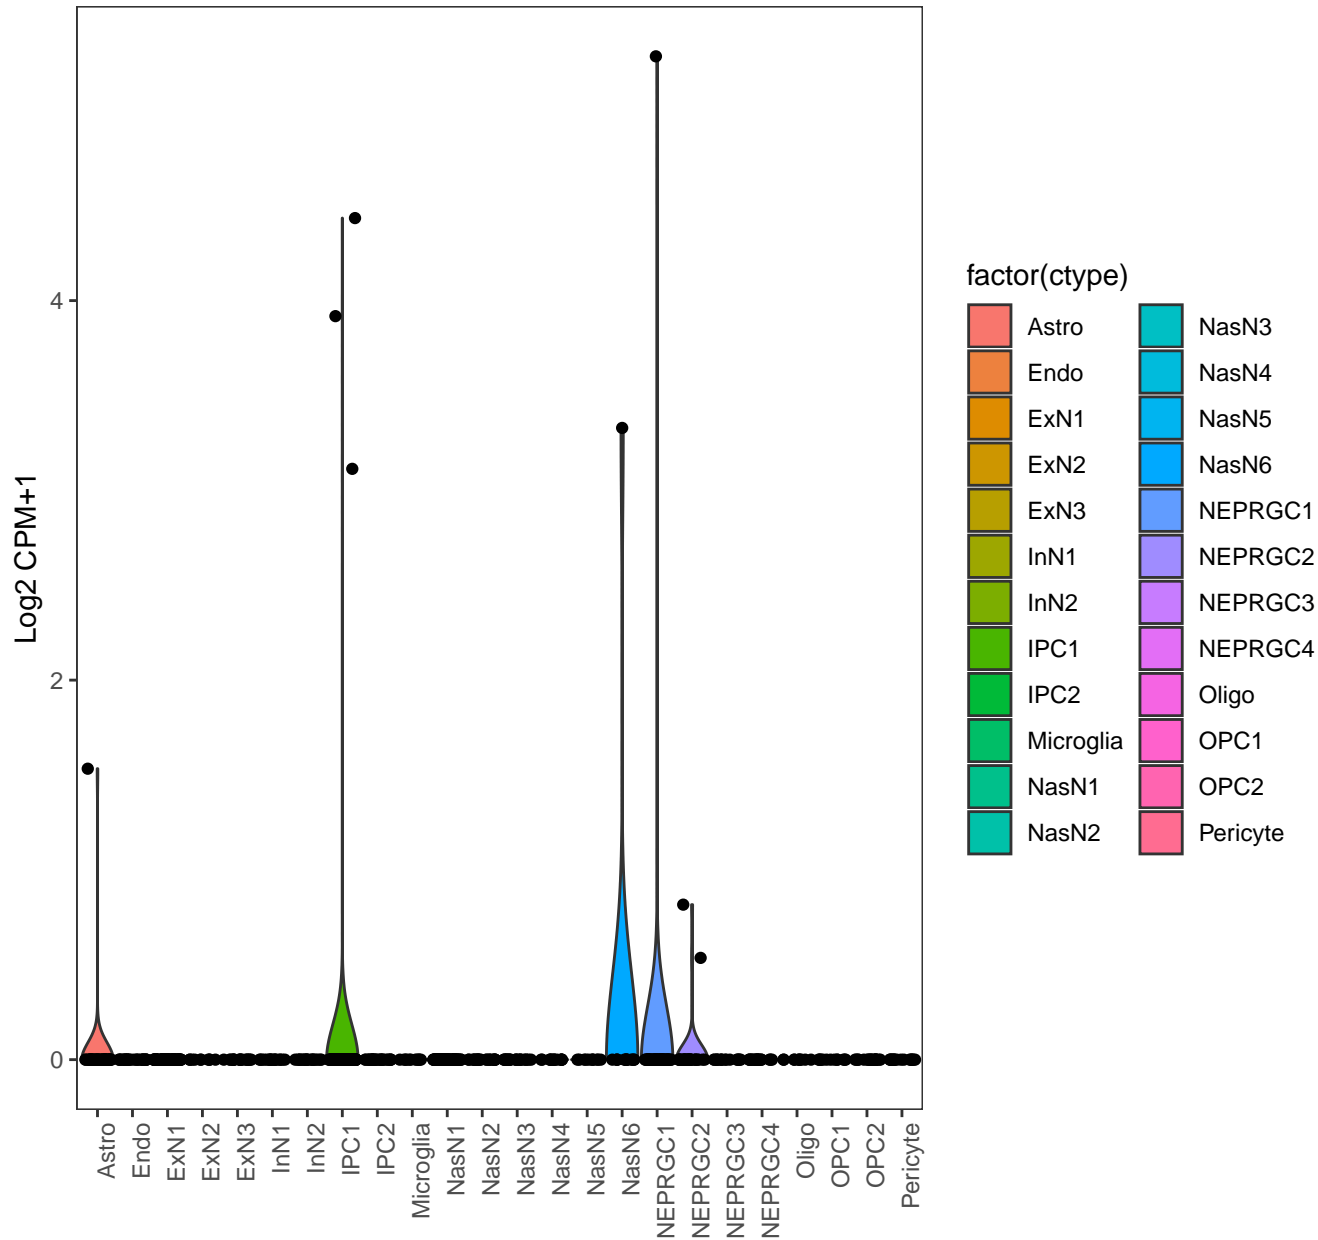 Log2 CPM+1
4
2
0
Astro
Endo
ExN1
ExN2
ExN3
InN1
InN2
IPC1
IPC2
Microglia
NasN1
NasN2
NasN3
NasN4
NasN5
NasN6
NEPRGC1
NEPRGC2
NEPRGC3
NEPRGC4
Oligo
OPC1
OPC2
Pericyte
factor(ctype)
Astro
Endo
ExN1
ExN2
ExN3
InN1
InN2
IPC1
IPC2
Microglia
NasN1
NasN2
NasN3
NasN4
NasN5
NasN6
NEPRGC1
NEPRGC2
NEPRGC3
NEPRGC4
Oligo
OPC1
OPC2
Pericyte